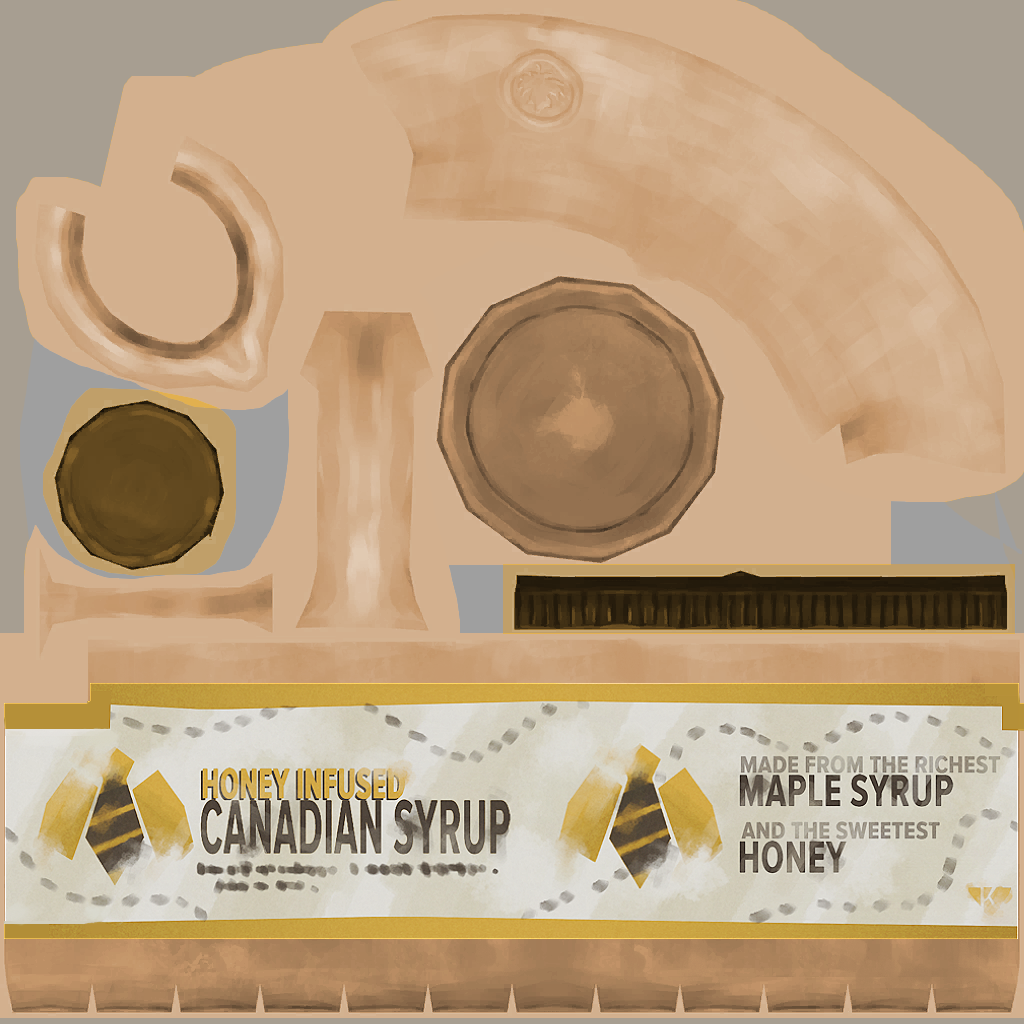 HONEY INFUSED
CANADIAN SYRUP
MADE FROM THE RICHEST
MAPLE SYRUP
AND THE SWEETEST
HONEY
K